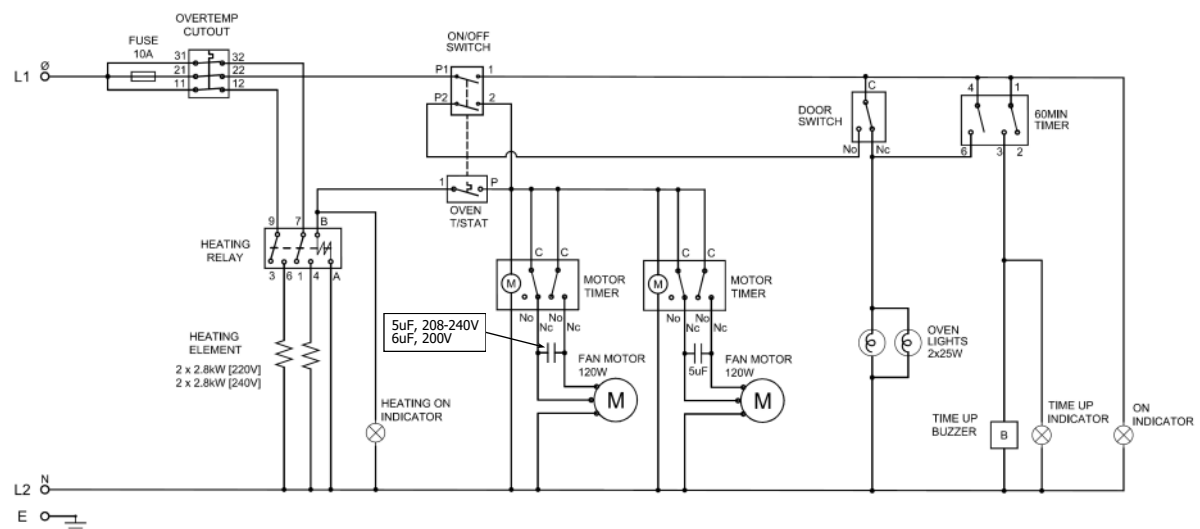 OVERTEMP
CUTOUT
FUSE
10A
31
32
21
22
11
12
L1
Ø
ON/OFF
SWITCH
P1
1
P2
2
DOOR
SWITCH
C
No
Nc
4
1
60MIN
TIMER
6
3
2
1
P
OVEN
T/STAT
9
7
B
HEATING
RELAY
3
6
1
4
A
C
C
M
MOTOR
TIMER
No
No
Nc
Nc
C
C
M
MOTOR
TIMER
No
No
Nc
Nc
5uF, 208-240V
6uF, 200V
HEATING
ELEMENT
2 x 2.8kW [220V]
2 x 2.8kW [240V]
FAN MOTOR
120W
M
5uF
FAN MOTOR
120W
M
OVEN
LIGHTS
2x25W
HEATING ON
INDICATOR
TIME UP
BUZZER
B
TIME UP
INDICATOR
ON
INDICATOR
L2
N
E